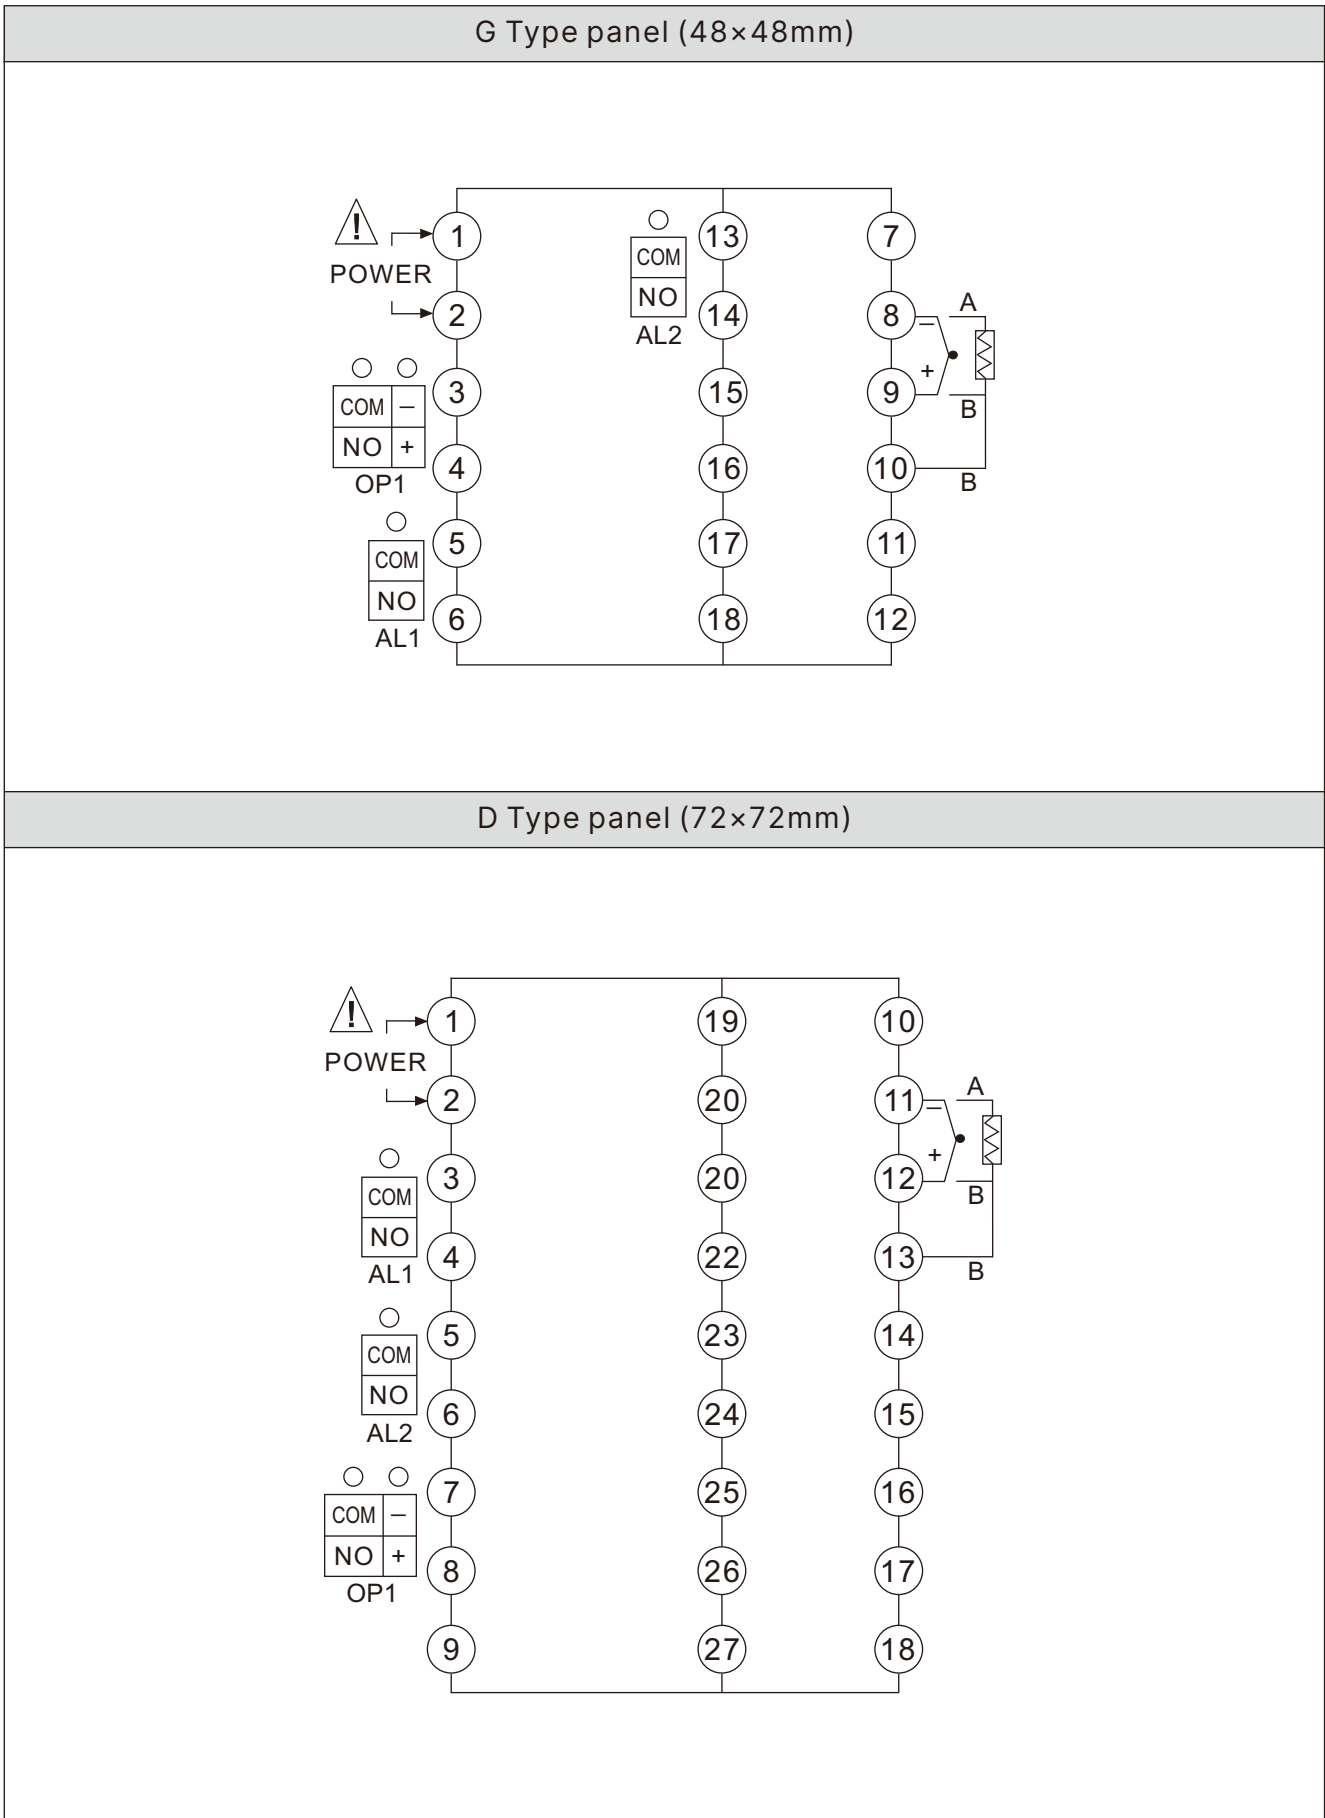 G Type panel (48×48mm)
1 13 7
POWER
COM
NO
AL2
2 14 8 − A
+
3 15 9 B
COM −
NO +
OP1
4 16 10 B
5 17 11
COM
NO
AL1
6 18 12
D Type panel (72×72mm)
1 19 10
POWER
2 20 11 − A
+
3 20 12 B
COM
NO
AL1
4 22 13 B
5 23 14
COM
NO
AL2
6 24 15
7 25 16
COM −
NO +
OP1
8 26 17
9 27 18